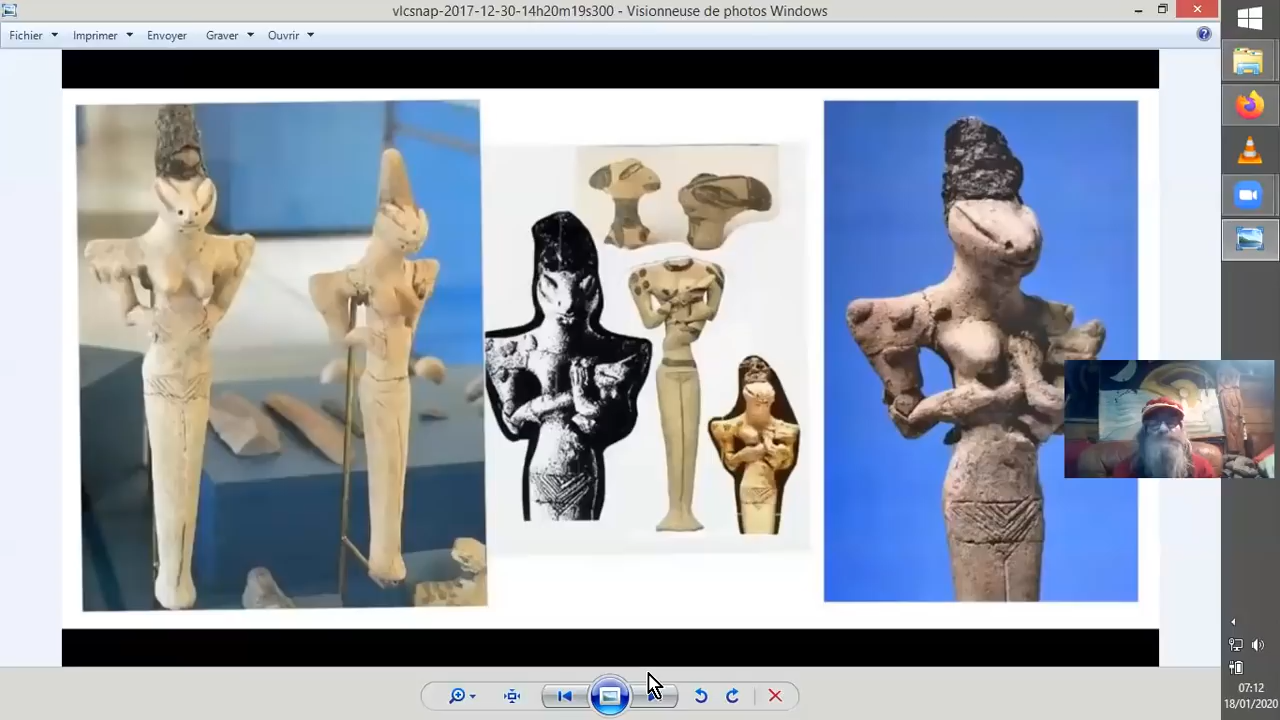 vlcsnap-2017-12-30-14h20m19s300 - Visionneuse de photos Windows
Fichier Imprimer Envoyer Graver Ouvrir
07:12
18/01/2020